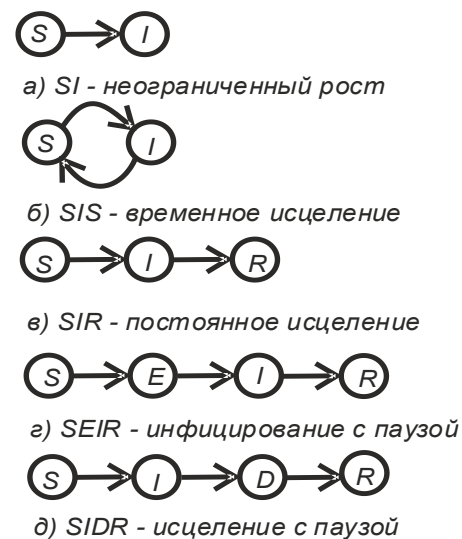 S I
а) SI - неограниченный рост
S I
б) SIS - временное исцеление
S I R
в) SIR - постоянное исцеление
S E I R
г) SEIR - инфицирование с паузой
S I D R
д) SIDR - исцеление с паузой